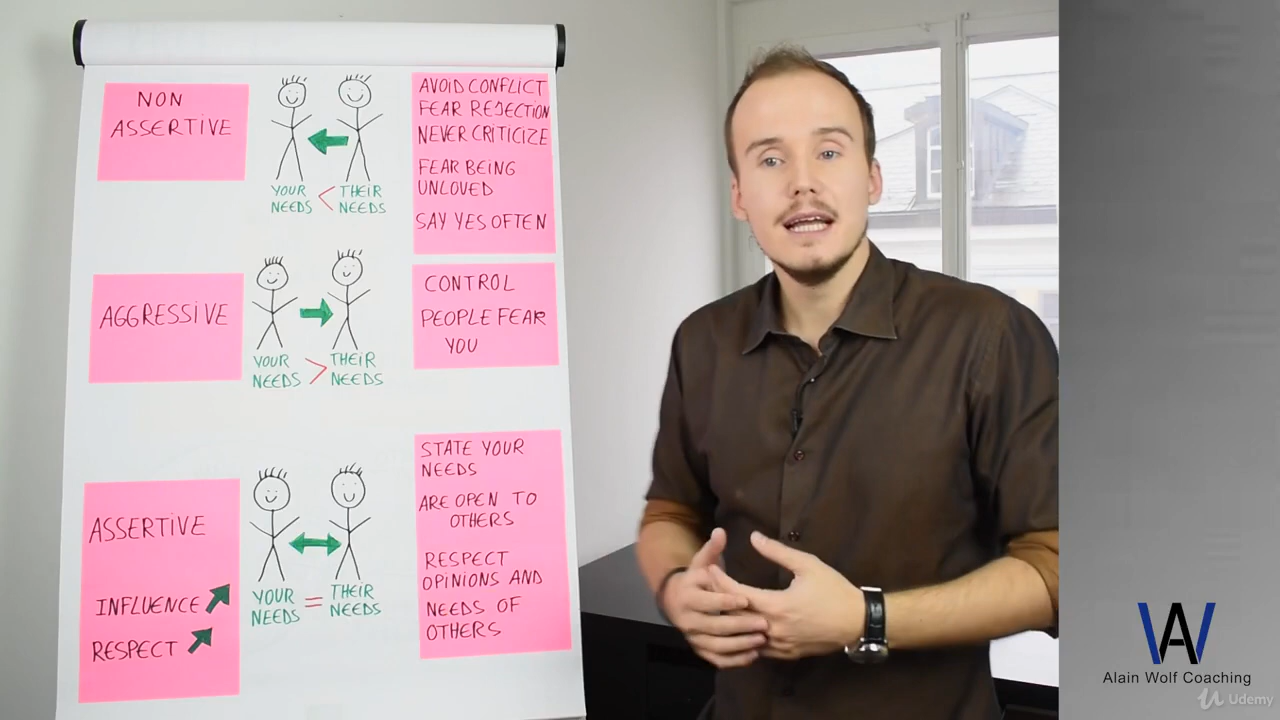 NON
ASSERTIVE
YOUR < THEIR
NEEDS NEEDS
AVOID CONFLICT
FEAR REJECTION
NEVER CRITICIZE
FEAR BEING
UNLOVED
SAY YES OFTEN
AGGRESSIVE
YOUR > THEIR
NEEDS NEEDS
CONTROL
PEOPLE FEAR
YOU
ASSERTIVE
INFLUENCE
RESPECT
YOUR = THEIR
NEEDS NEEDS
STATE YOUR
NEEDS
ARE OPEN TO
OTHERS
RESPECT
OPINIONS AND
NEEDS OF
OTHERS
AW
Alain Wolf Coaching
Udemy